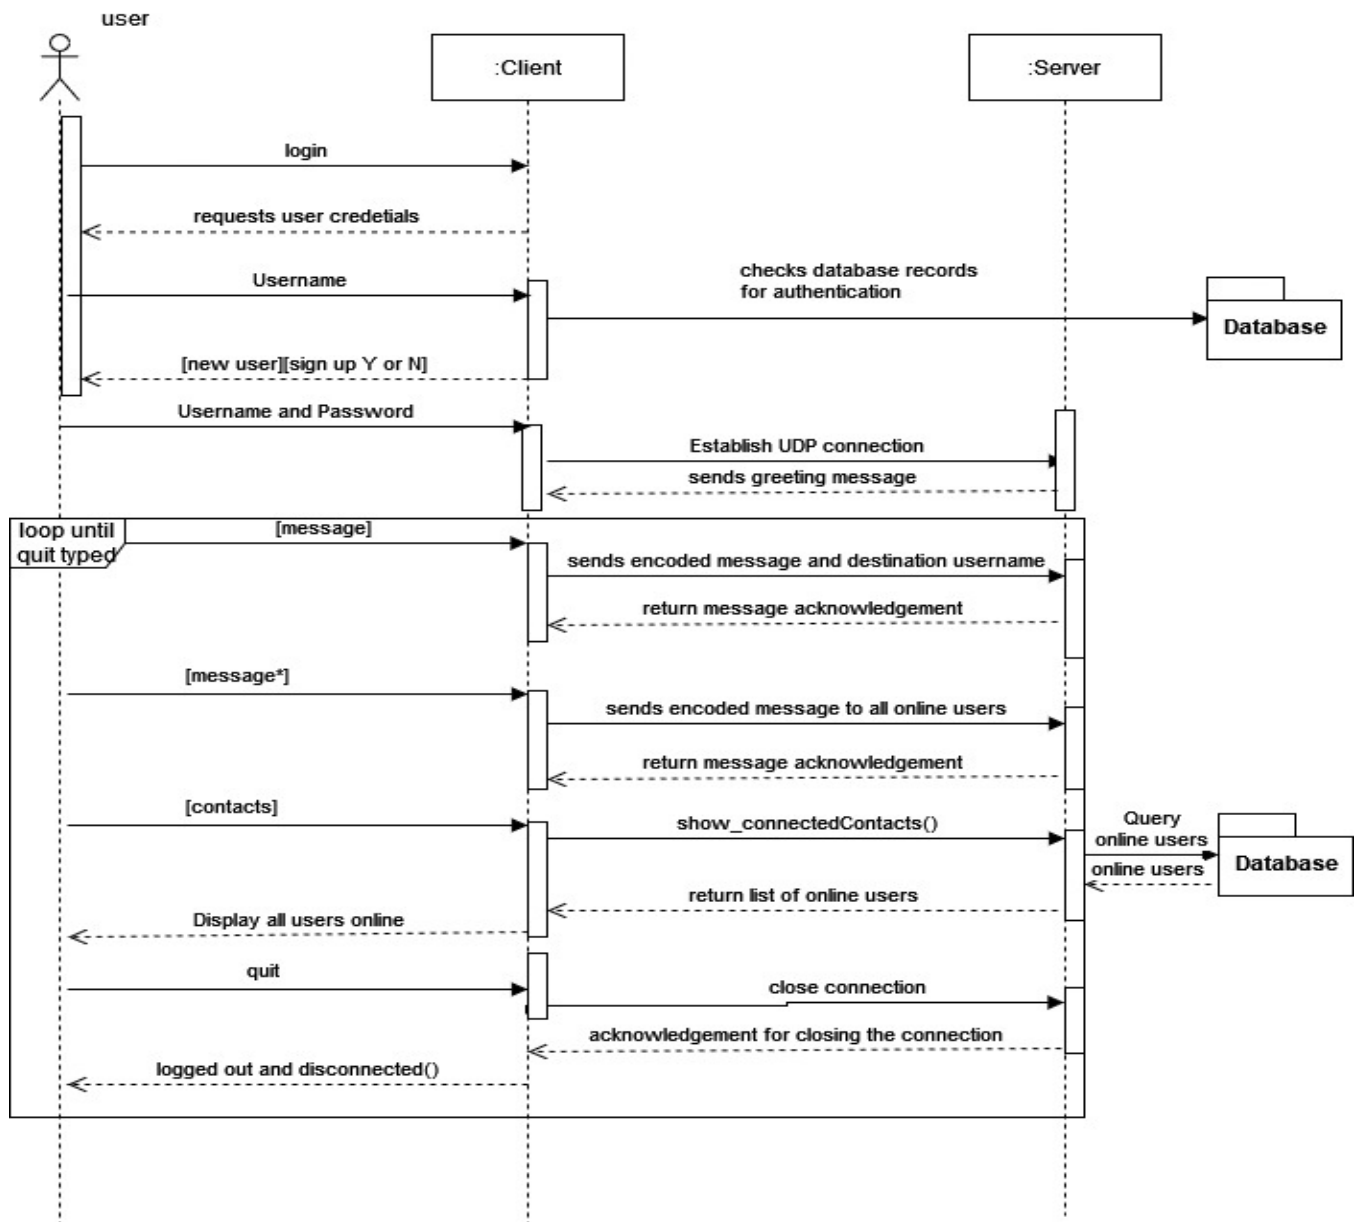 user
:Client
:Server
login
requests user credetials
Username
checks database records
for authentication
Database
[new user][sign up Y or N]
Username and Password
Establish UDP connection
sends greeting message
loop until
quit typed
[message]
sends encoded message and destination username
return message acknowledgement
[message*]
sends encoded message to all online users
return message acknowledgement
[contacts]
show_connectedContacts()
Query
online users
online users
Database
return list of online users
Display all users online
quit
close connection
acknowledgement for closing the connection
logged out and disconnected()